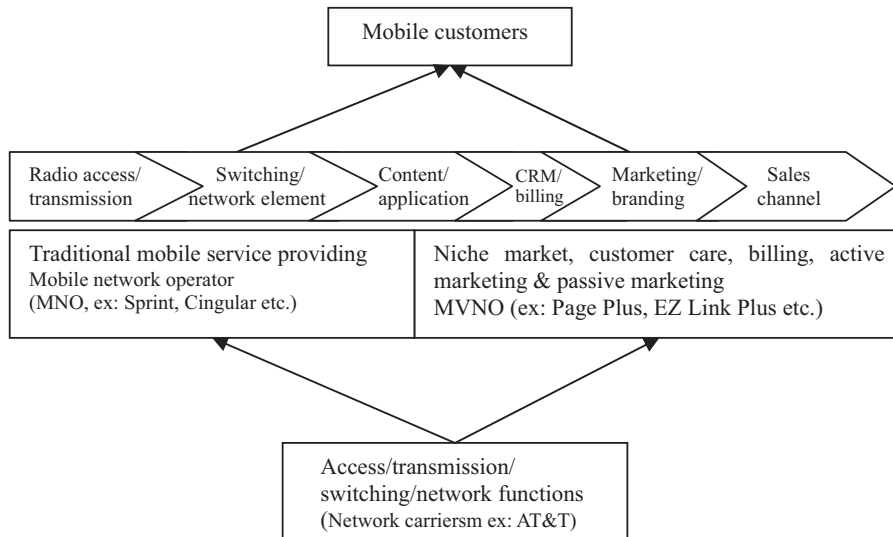 Mobile customers
Radio access/
transmission
Switching/
network element
Content/
application
CRM/
billing
Marketing/
branding
Sales
channel
Traditional mobile service providing
Mobile network operator
(MNO, ex: Sprint, Cingular etc.)
Niche market, customer care, billing, active
marketing & passive marketing
MVNO (ex: Page Plus, EZ Link Plus etc.)
Access/transmission/
switching/network functions
(Network carriersm ex: AT&T)